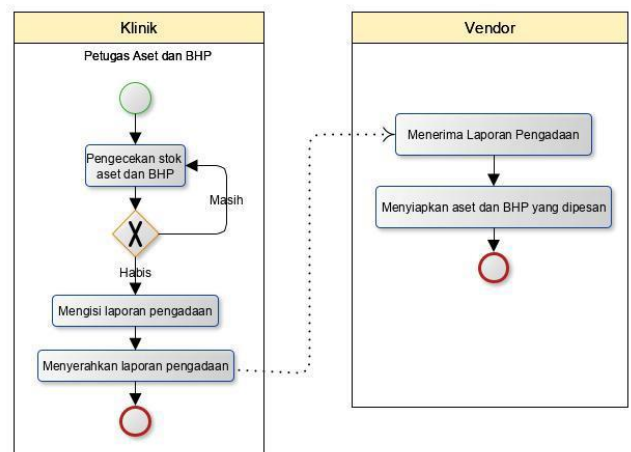 Klinik
Petugas Aset dan BHP
Pengecekan stok
aset dan BHP
Masih
Habis
Mengisi laporan pengadaan
Menyerahkan laporan pengadaan
Vendor
Menerima Laporan Pengadaan
Menyiapkan aset dan BHP yang dipesan